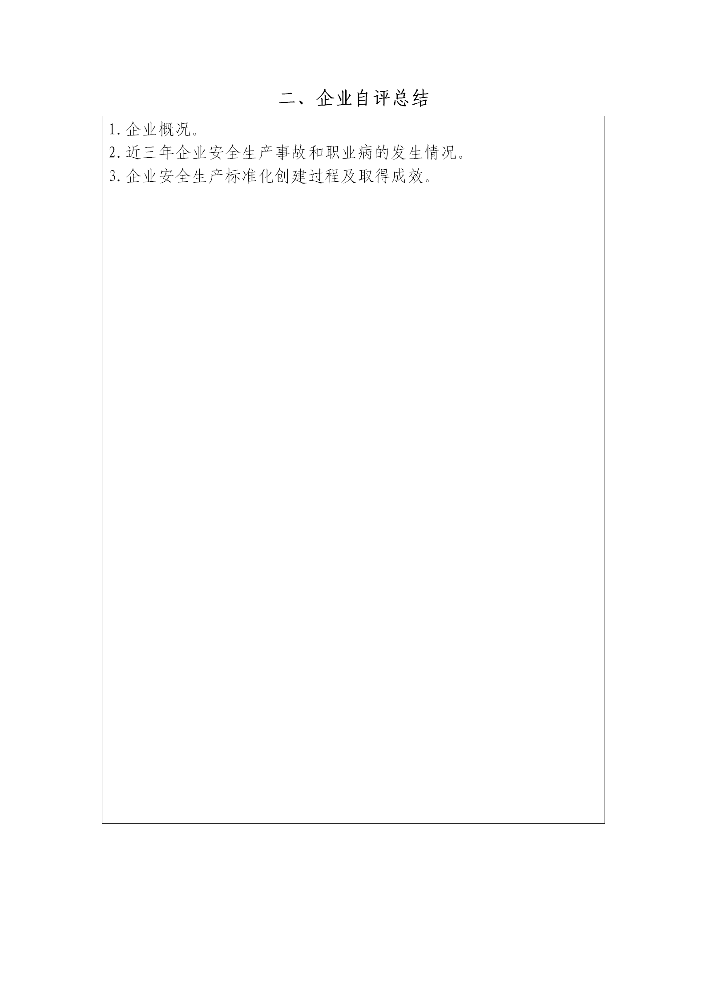 二、企业自评总结
1. 企业概况。
2. 近三年企业安全生产事故和职业病的发生情况。
3. 企业安全生产标准化创建过程及取得成效。